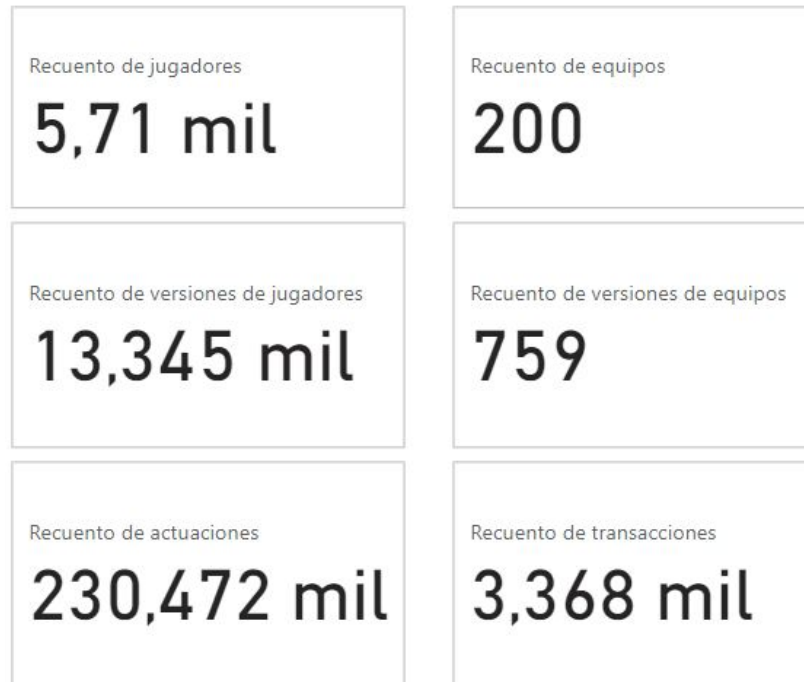 Recuento de jugadores
5,71 mil
Recuento de equipos
200
Recuento de versiones de jugadores
13,345 mil
Recuento de versiones de equipos
759
Recuento de actuaciones
230,472 mil
Recuento de transacciones
3,368 mil